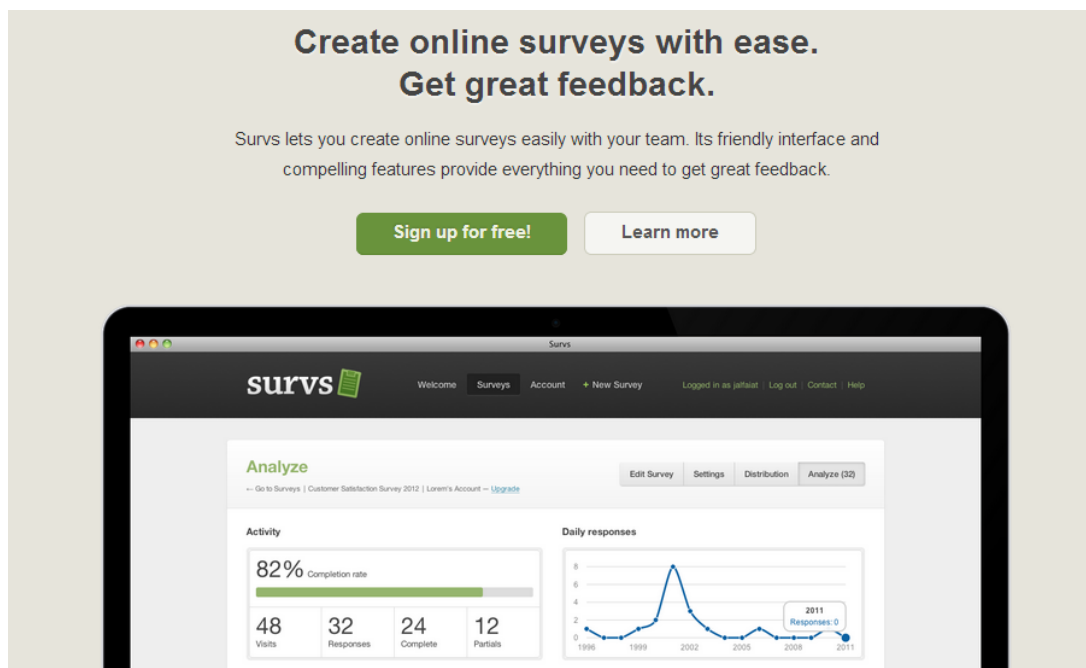 Create online surveys with ease.
Get great feedback.
Survs lets you create online surveys easily with your team. Its friendly interface and
compelling features provide everything you need to get great feedback.
Sign up for free! Learn more
Survs
survs Welcome Surveys Account + New Survey Logged in as jalfaiat | Log out | Contact | Help
Analyze
Edit Survey Settings Distribution Analyze (32)
← Go to Surveys | Customer Satisfaction Survey 2012 | Lorem's Account — Upgrade
Activity Daily responses
82% Completion rate
48 32 24 12
Visits Responses Complete Partials
8
6
4
2
0
2011
Responses: 0
1996 1999 2002 2005 2008 2011